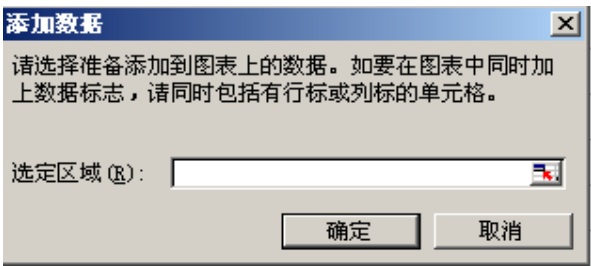 添加数据
请选择准备添加到图表上的数据。如要在图表中同时加
上数据标志，请同时包括有行标或列标的单元格。
选定区域(R)：
确定 取消